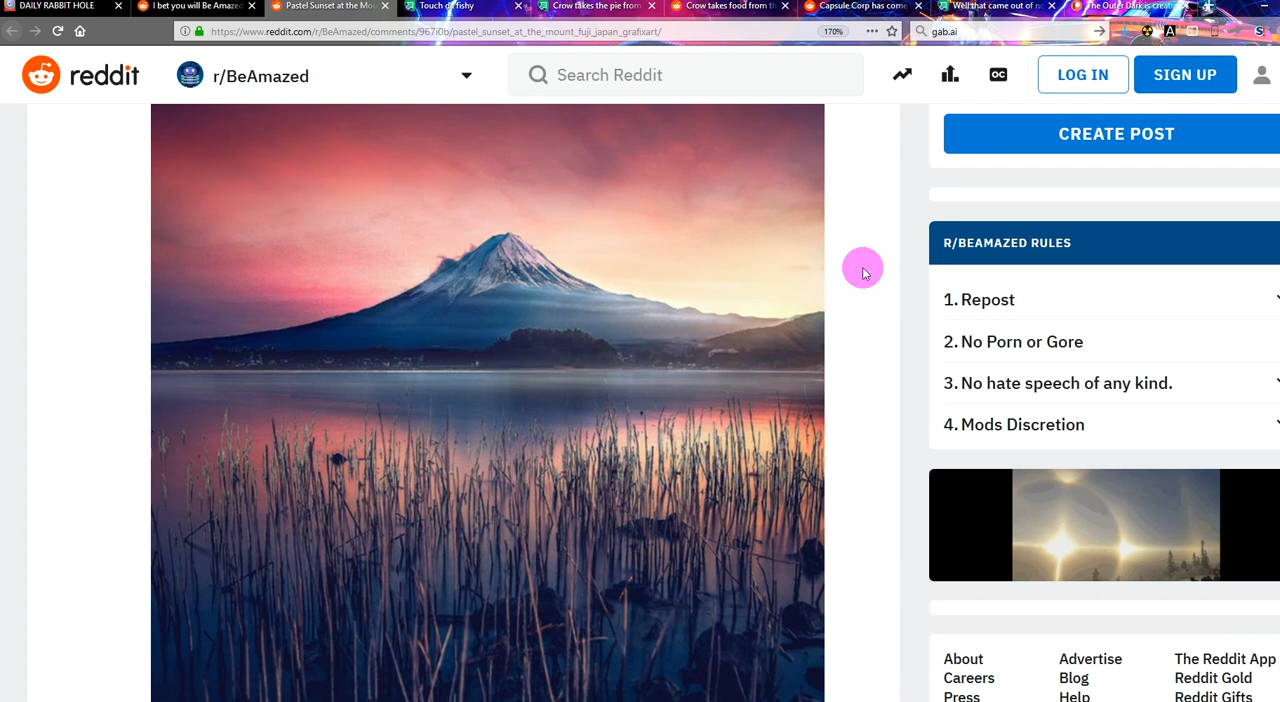 DAILY RABBIT HOLE
I bet you will Be Amazed
Pastel Sunset at the Mou
Touch da fishy
Crow takes the pie from
Crow takes food from th
Capsule Corp has come
Well that came out of n
The Outer Dark is creati
https://www.reddit.com/r/BeAmazed/comments/967i0b/pastel_sunset_at_the_mount_fuji_japan_grafixart/
170%
gab.ai
reddit
r/BeAmazed
Search Reddit
OC
LOG IN
SIGN UP
CREATE POST
R/BEAMAZED RULES
1. Repost
2. No Porn or Gore
3. No hate speech of any kind.
4. Mods Discretion
About Advertise The Reddit App
Careers Blog Reddit Gold
Press Help Reddit Gifts